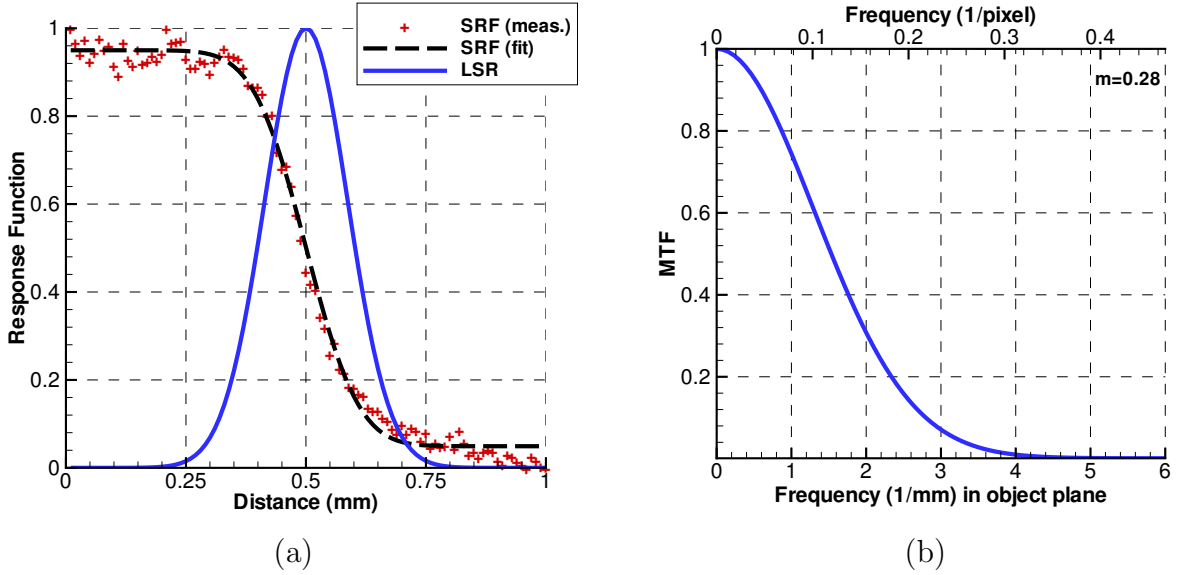 SRF (meas.)
SRF (fit)
LSR
Response Function
1
0.8
0.6
0.4
0.2
0
0 0.25 0.5 0.75 1
Distance (mm)
(a)
Frequency (1/pixel)
0 0.1 0.2 0.3 0.4
m=0.28
MTF
1
0.8
0.6
0.4
0.2
0 1 2 3 4 5 6
Frequency (1/mm) in object plane
(b)